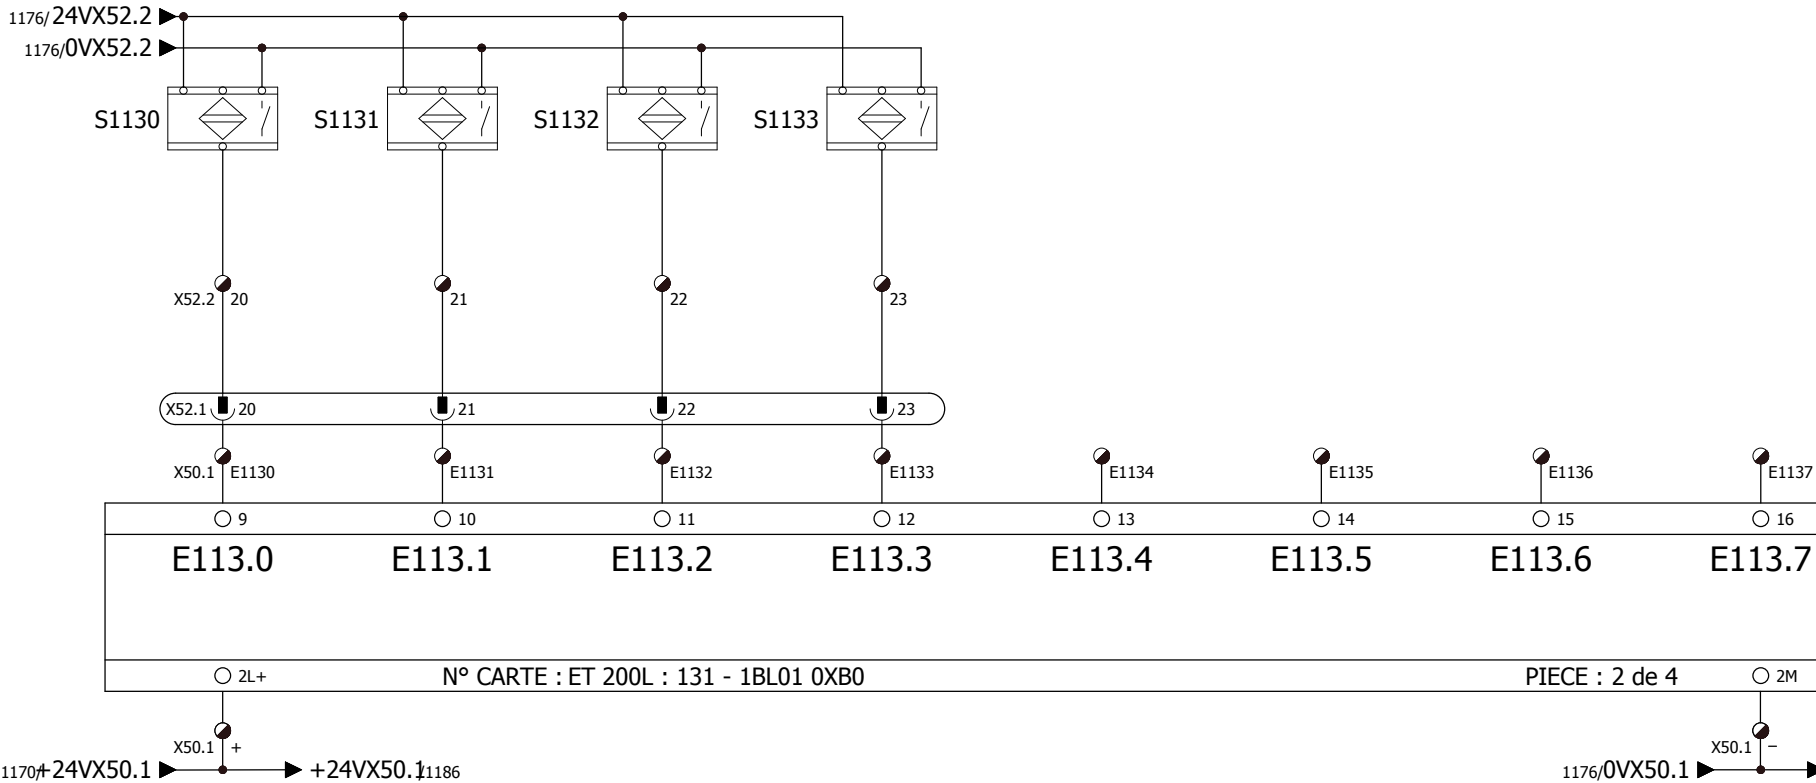 1176/24VX52.2
1176/0VX52.2
S1130 S1131 S1132 S1133
X52.2 20 21 22 23
X52.1 20 21 22 23
X50.1 E1130 E1131 E1132 E1133 E1134 E1135 E1136 E1137
9 10 11 12 13 14 15 16
E113.0 E113.1 E113.2 E113.3 E113.4 E113.5 E113.6 E113.7
2L+ N° CARTE : ET 200L : 131 - 1BL01 0XB0 PIECE : 2 de 4 2M
X50.1 + X50.1 -
1170/+24VX50.1 +24VX50.1/1186 1176/0VX50.1